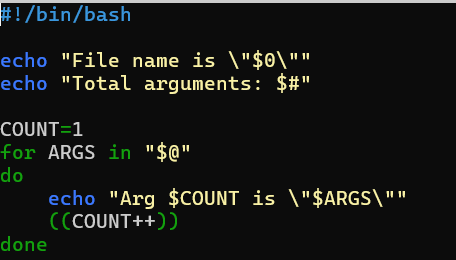 #!/bin/bash
echo "File name is \"$0\""
echo "Total arguments: $#"
COUNT=1
for ARGS in "$@"
do
    echo "Arg $COUNT is \"$ARGS\""
    ((COUNT++))
done